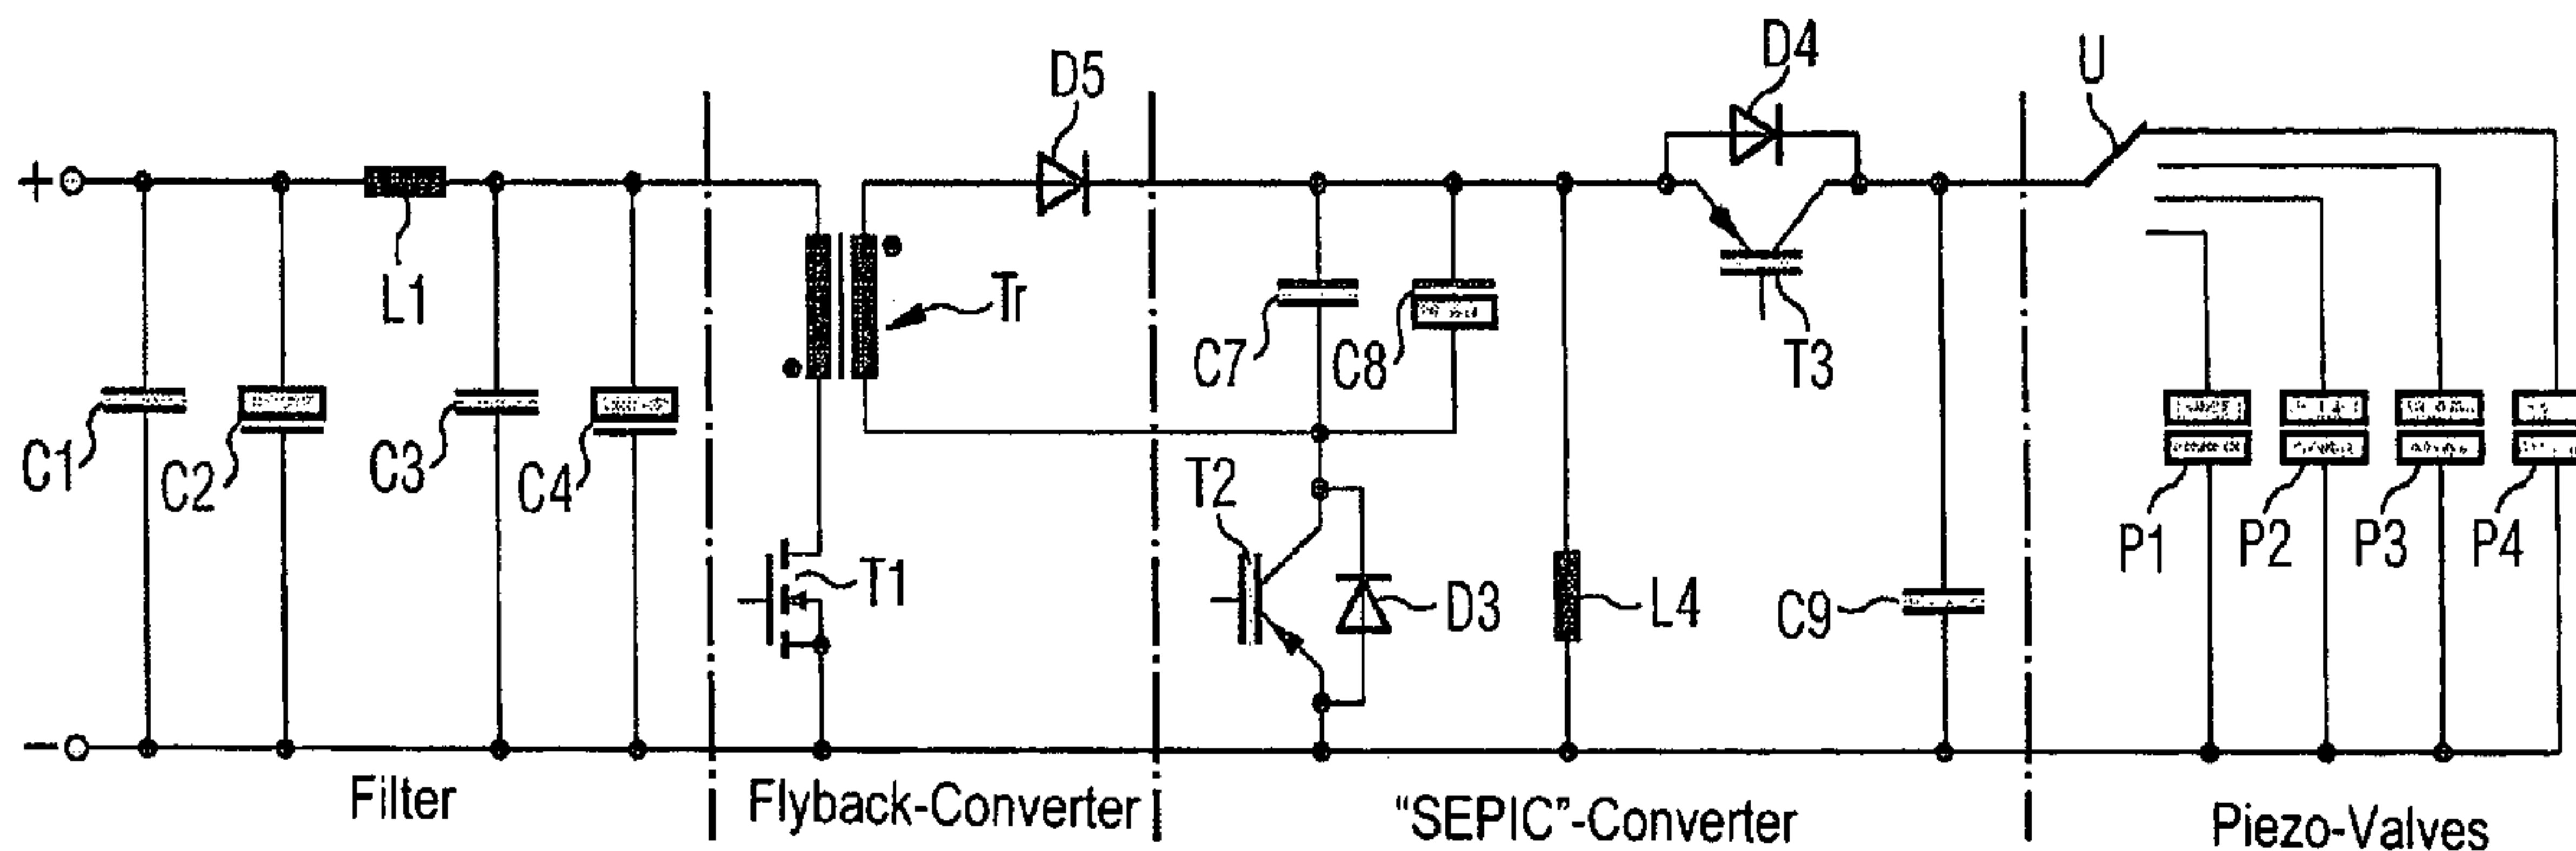 D5
D4
U
+
L1
Tr
C7
C8
T3
C1
C2
C3
C4
T2
P1
P2
P3
P4
T1
D3
L4
C9
−
Filter
Flyback-Converter
“SEPIC”-Converter
Piezo-Valves